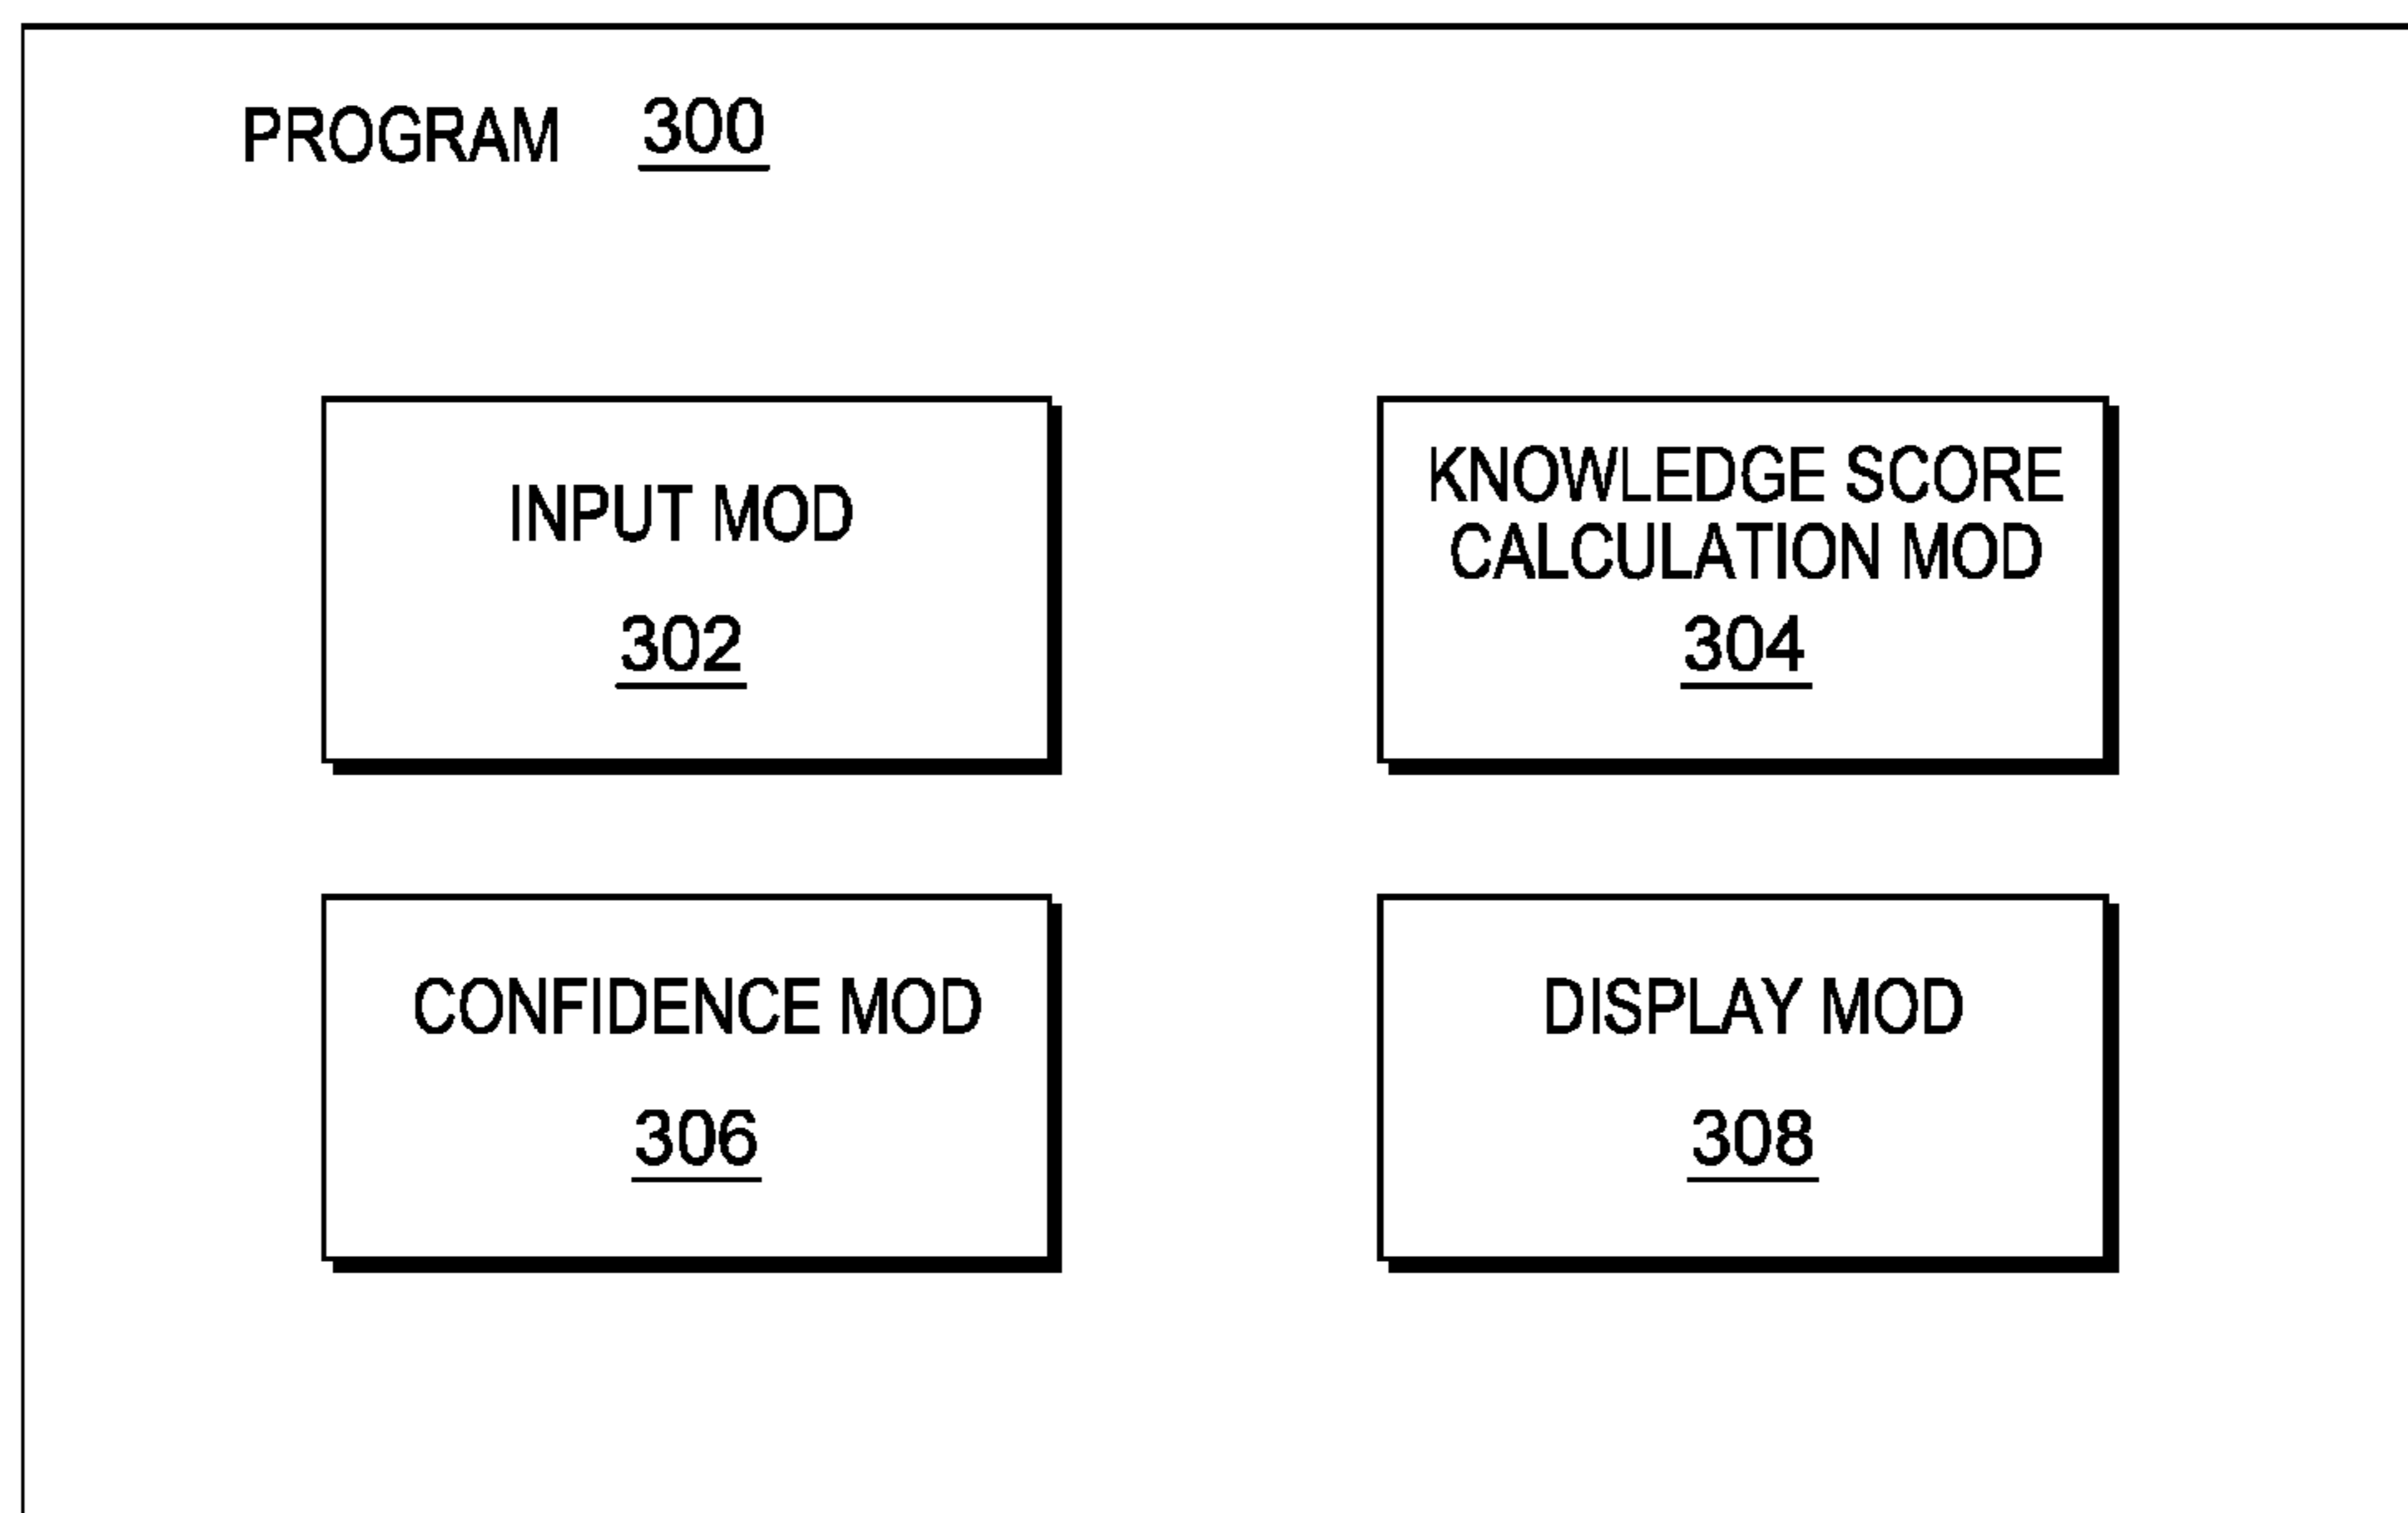 PROGRAM 300
INPUT MOD
302
KNOWLEDGE SCORE
CALCULATION MOD
304
CONFIDENCE MOD
306
DISPLAY MOD
308